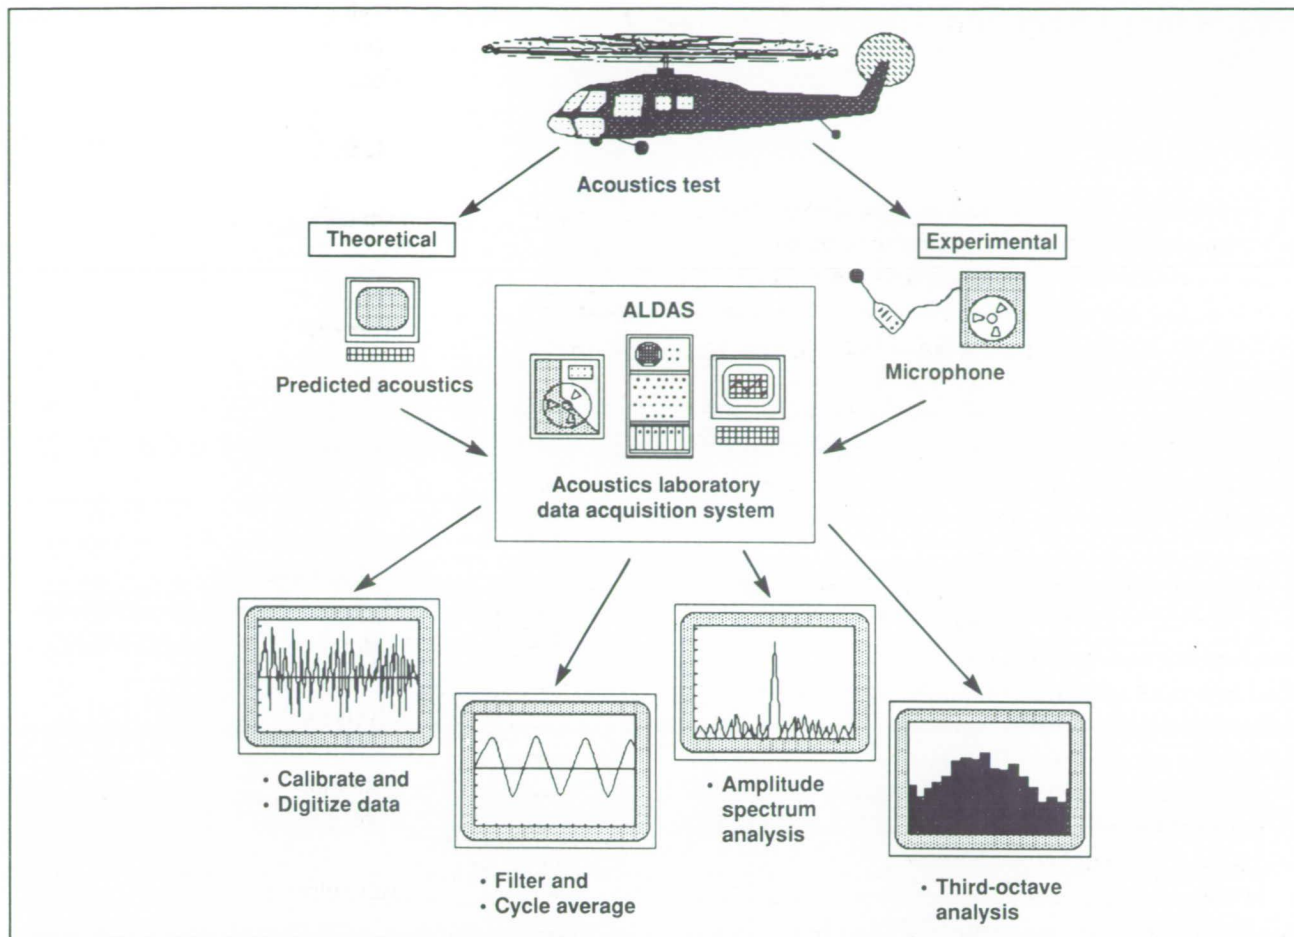 Acoustics test
Theoretical
Experimental
Predicted acoustics
Microphone
ALDAS
Acoustics laboratory
data acquisition system
• Calibrate and
• Digitize data
• Filter and
• Cycle average
• Amplitude
spectrum
analysis
• Third-octave
analysis